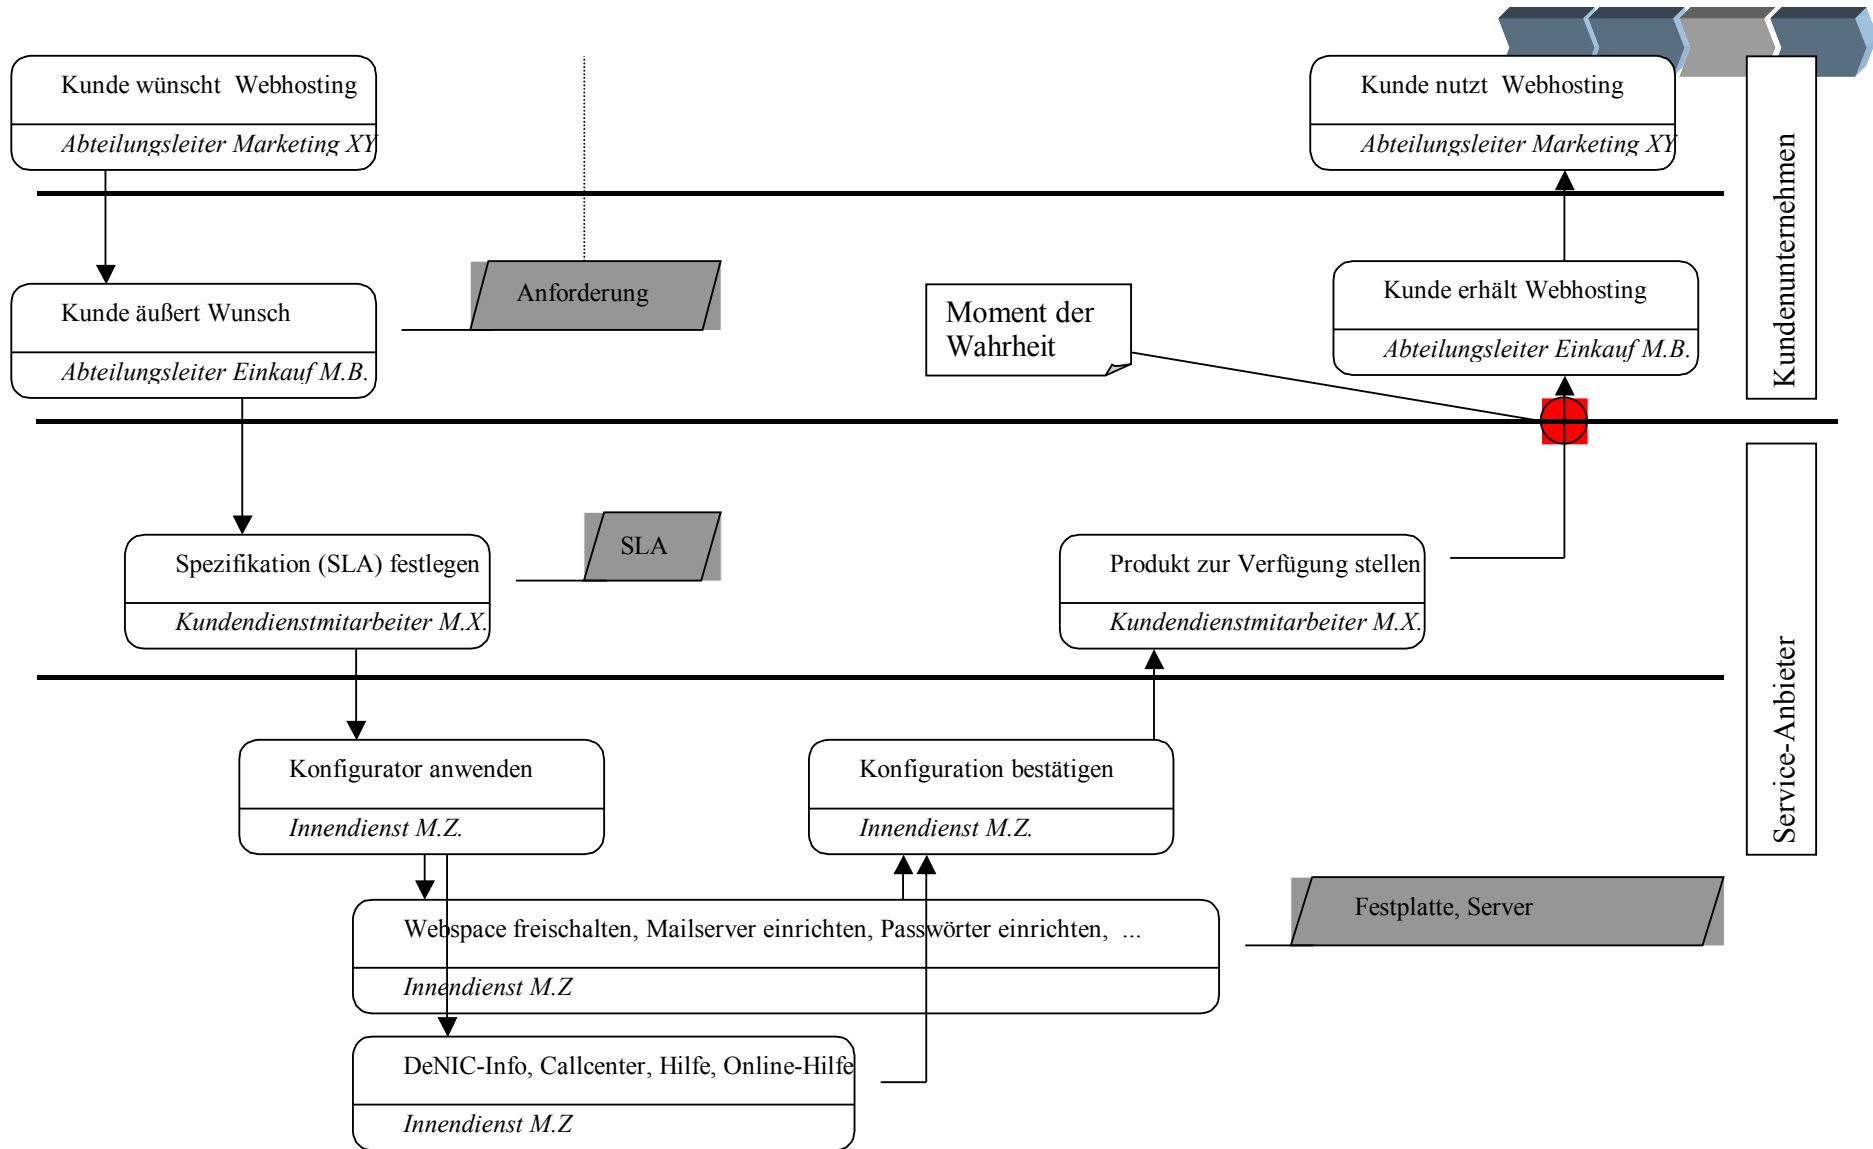 Kunde wünscht Webhosting
Abteilungsleiter Marketing XY
Kunde nutzt Webhosting
Abteilungsleiter Marketing XY
Kundenunternehmen
Kunde äußert Wunsch
Abteilungsleiter Einkauf M.B.
Anforderung
Moment der
Wahrheit
Kunde erhält Webhosting
Abteilungsleiter Einkauf M.B.
Spezifikation (SLA) festlegen
Kundendienstmitarbeiter M.X.
SLA
Produkt zur Verfügung stellen
Kundendienstmitarbeiter M.X.
Service-Anbieter
Konfigurator anwenden
Innendienst M.Z.
Konfiguration bestätigen
Innendienst M.Z.
Webspace freischalten, Mailserver einrichten, Passwörter einrichten, ...
Innendienst M.Z
Festplatte, Server
DeNIC-Info, Callcenter, Hilfe, Online-Hilfe
Innendienst M.Z